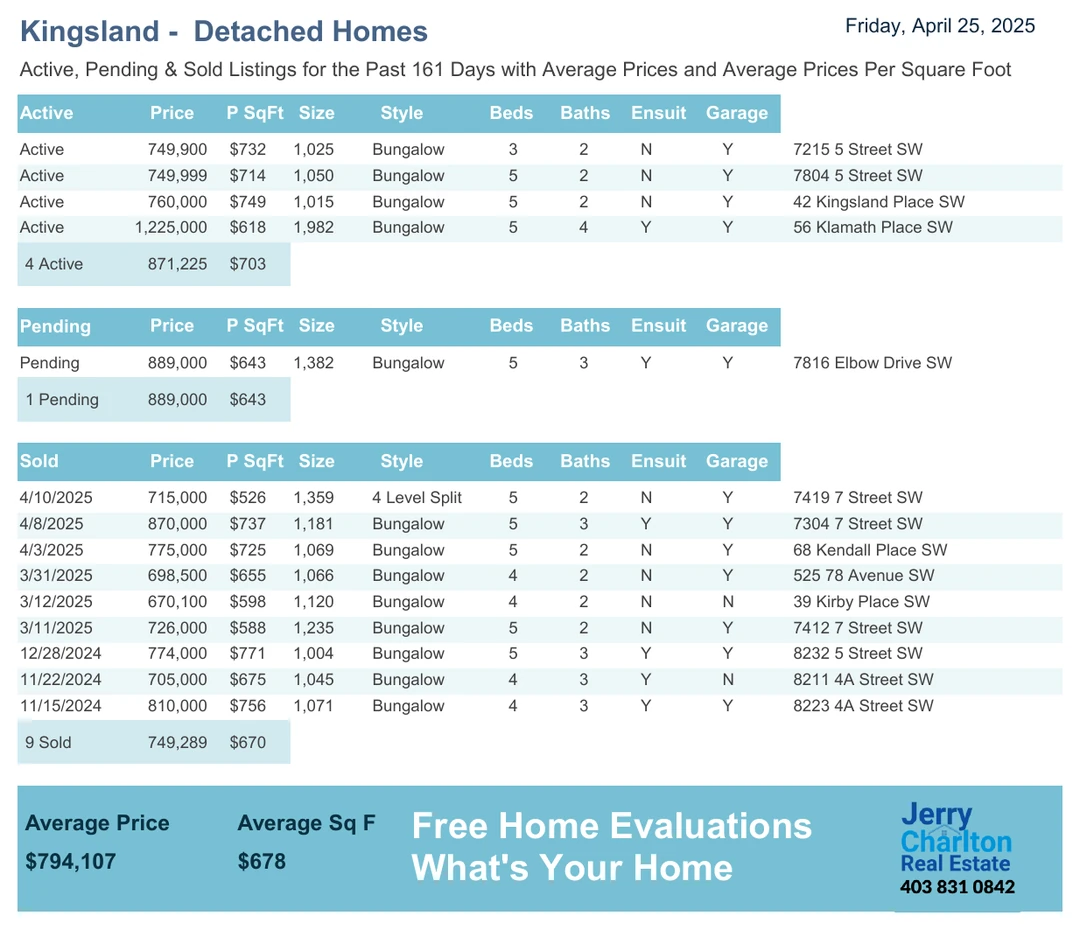 Kingsland -  Detached Homes
Friday, April 25, 2025
Active, Pending & Sold Listings for the Past 161 Days with Average Prices and Average Prices Per Square Foot
Active Price P SqFt Size Style Beds Baths Ensuit Garage
Active 749,900 $732 1,025 Bungalow 3 2 N Y 7215 5 Street SW
Active 749,999 $714 1,050 Bungalow 5 2 N Y 7804 5 Street SW
Active 760,000 $749 1,015 Bungalow 5 2 N Y 42 Kingsland Place SW
Active 1,225,000 $618 1,982 Bungalow 5 4 Y Y 56 Klamath Place SW
4 Active 871,225 $703
Pending Price P SqFt Size Style Beds Baths Ensuit Garage
Pending 889,000 $643 1,382 Bungalow 5 3 Y Y 7816 Elbow Drive SW
1 Pending 889,000 $643
Sold Price P SqFt Size Style Beds Baths Ensuit Garage
4/10/2025 715,000 $526 1,359 4 Level Split 5 2 N Y 7419 7 Street SW
4/8/2025 870,000 $737 1,181 Bungalow 5 3 Y Y 7304 7 Street SW
4/3/2025 775,000 $725 1,069 Bungalow 5 2 N Y 68 Kendall Place SW
3/31/2025 698,500 $655 1,066 Bungalow 4 2 N Y 525 78 Avenue SW
3/12/2025 670,100 $598 1,120 Bungalow 4 2 N N 39 Kirby Place SW
3/11/2025 726,000 $588 1,235 Bungalow 5 2 N Y 7412 7 Street SW
12/28/2024 774,000 $771 1,004 Bungalow 5 3 Y Y 8232 5 Street SW
11/22/2024 705,000 $675 1,045 Bungalow 4 3 Y N 8211 4A Street SW
11/15/2024 810,000 $756 1,071 Bungalow 4 3 Y Y 8223 4A Street SW
9 Sold 749,289 $670
Average Price Average Sq F
$794,107 $678
Free Home Evaluations
What's Your Home
Jerry
Charlton
Real Estate
403 831 0842